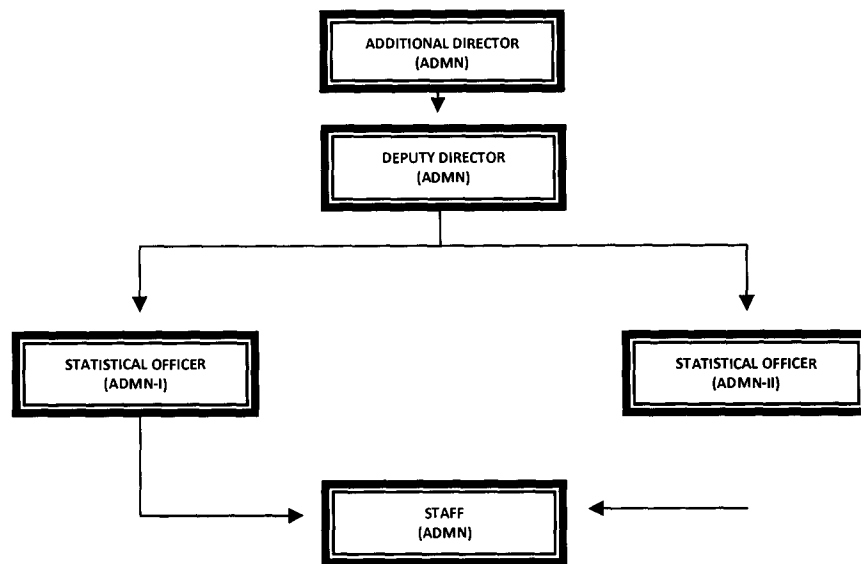 ADDITIONAL DIRECTOR
(ADMN)
DEPUTY DIRECTOR
(ADMN)
STATISTICAL OFFICER
(ADMN-I)
STATISTICAL OFFICER
(ADMN-II)
STAFF
(ADMN)